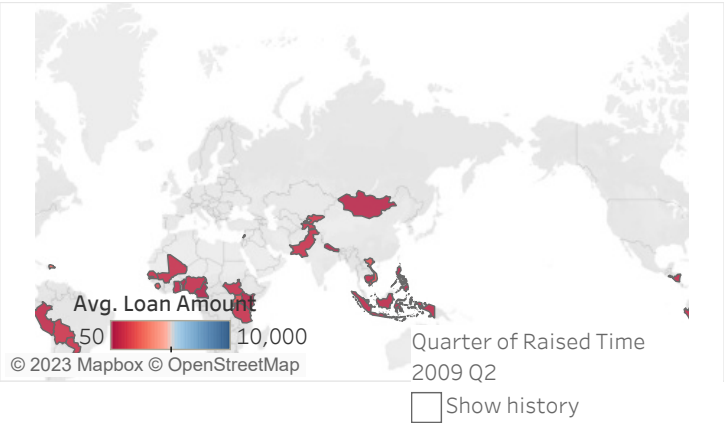 Avg. Loan Amount
50 10,000
© 2023 Mapbox © OpenStreetMap
Quarter of Raised Time
2009 Q2
Show history